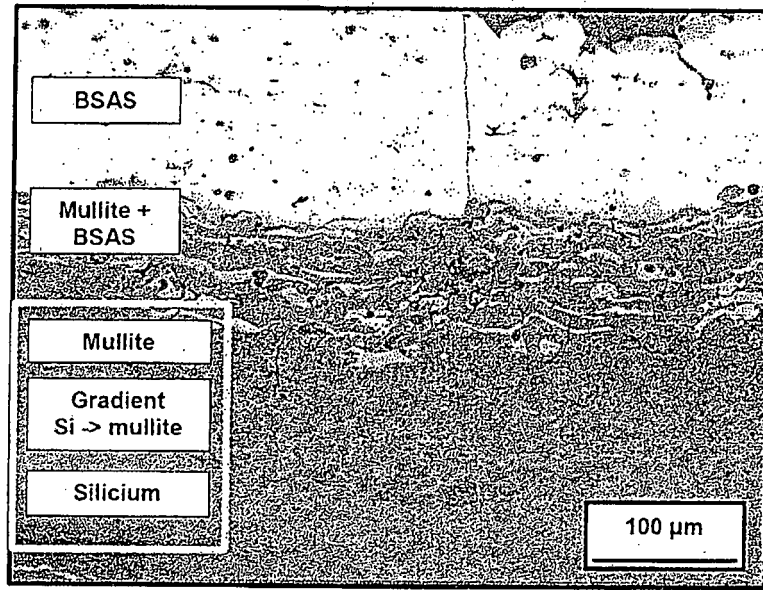 BSAS
Mullite +
BSAS
Mullite
Gradient
Si -> mullite
Silicium
100 µm